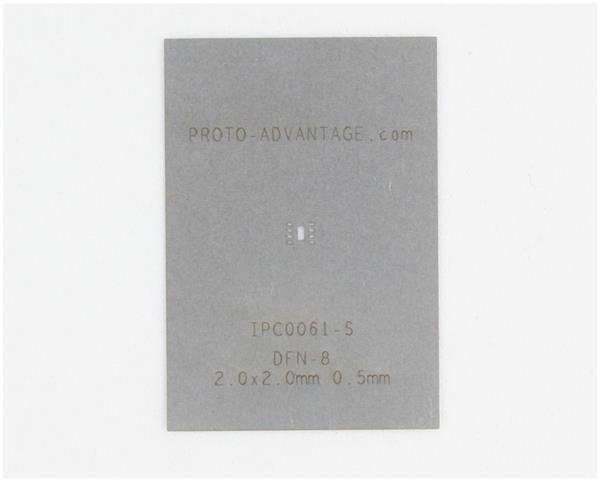 PROTO-ADVANTAGE.com
IPC0061-S
DFN-8
2.0x2.0mm 0.5mm